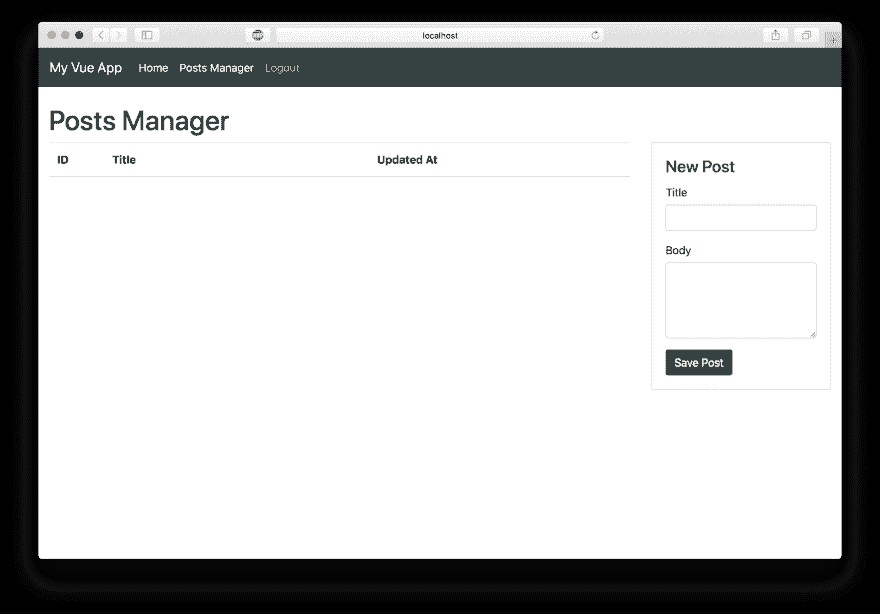 localhost
My Vue App Home Posts Manager Logout
Posts Manager
ID Title Updated At
New Post
Title
Body
Save Post